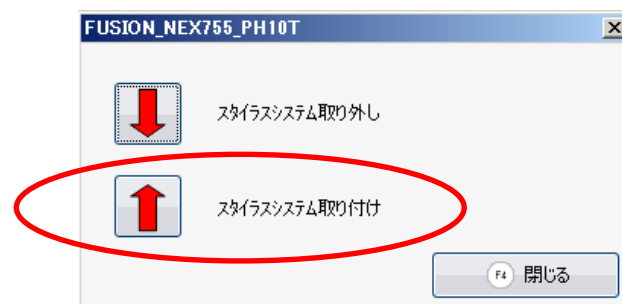 FUSION_NEX755_PH10T
スタイラスシステム取り外し
スタイラスシステム取り付け
F4 閉じる